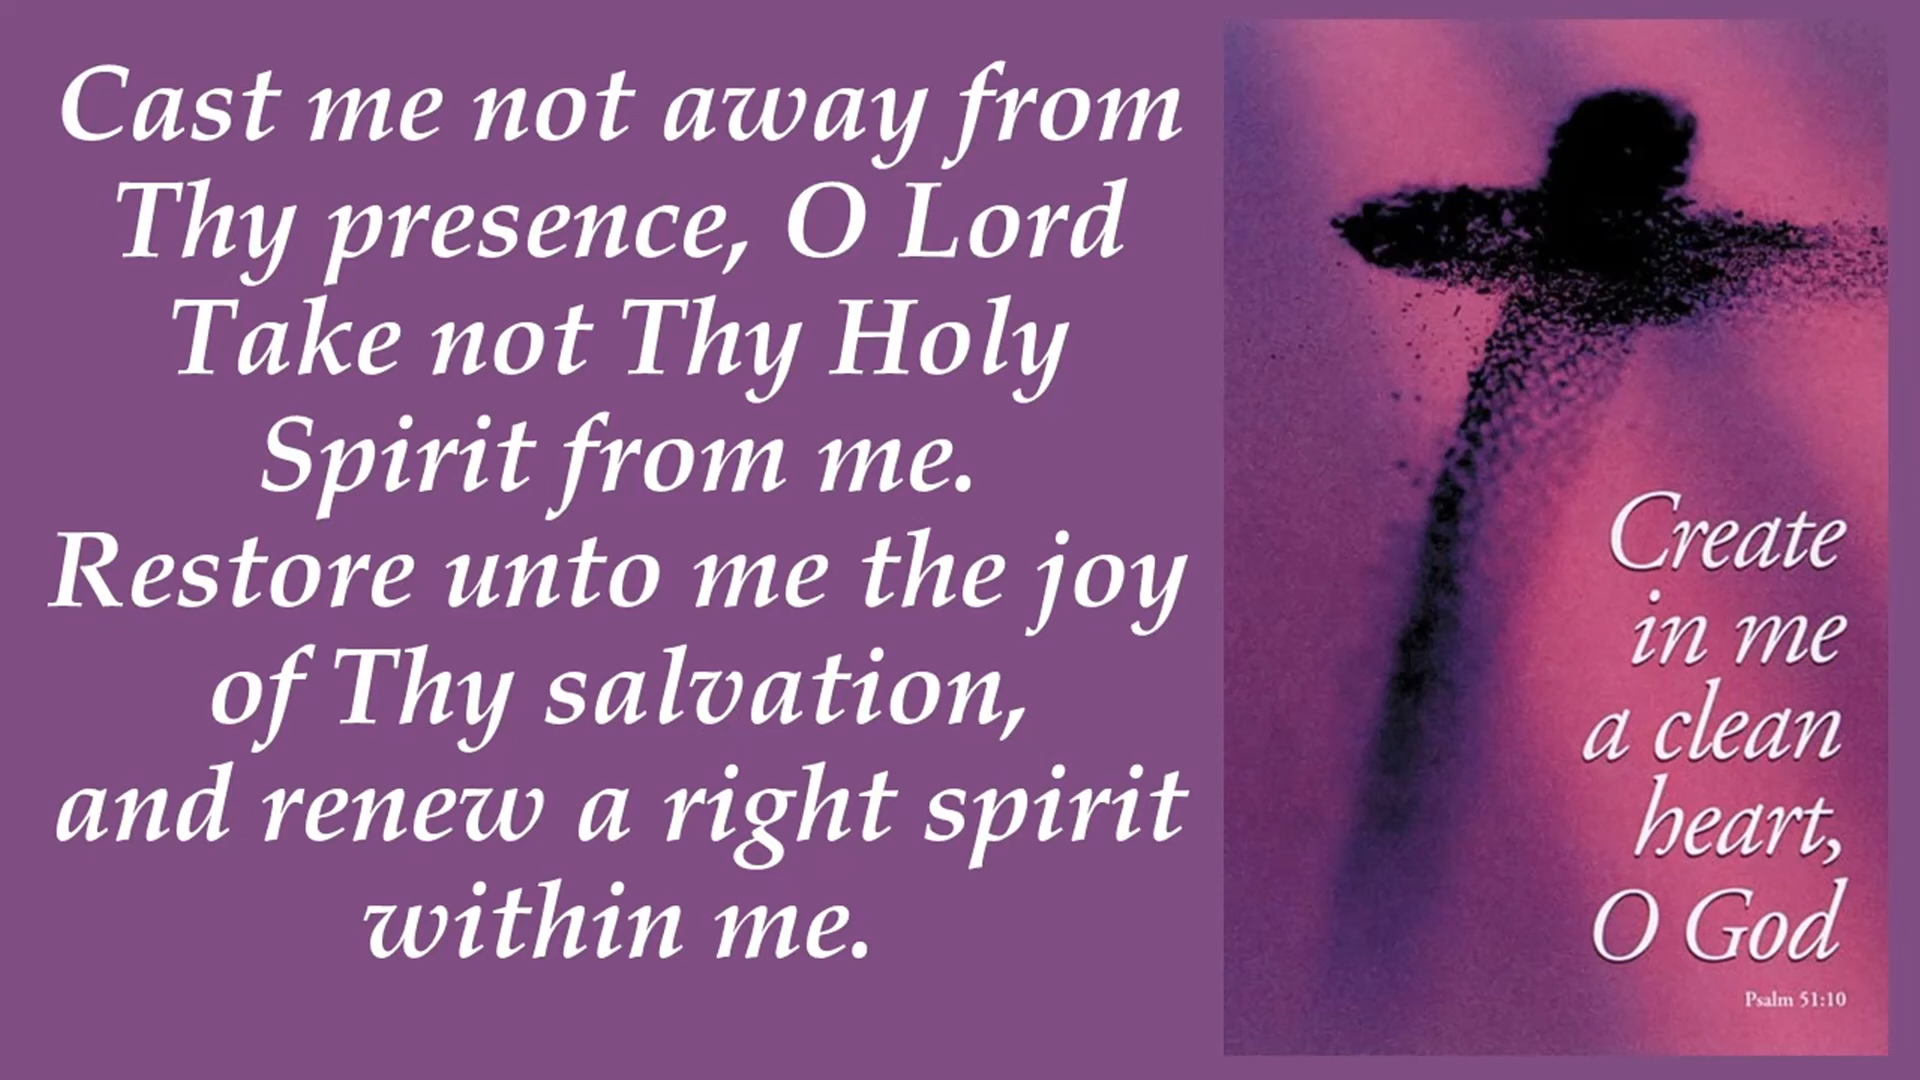 Cast me not away from
Thy presence, O Lord
Take not Thy Holy
Spirit from me.
Restore unto me the joy
of Thy salvation,
and renew a right spirit
within me.
Create
in me
a clean
heart,
O God
Psalm 51:10